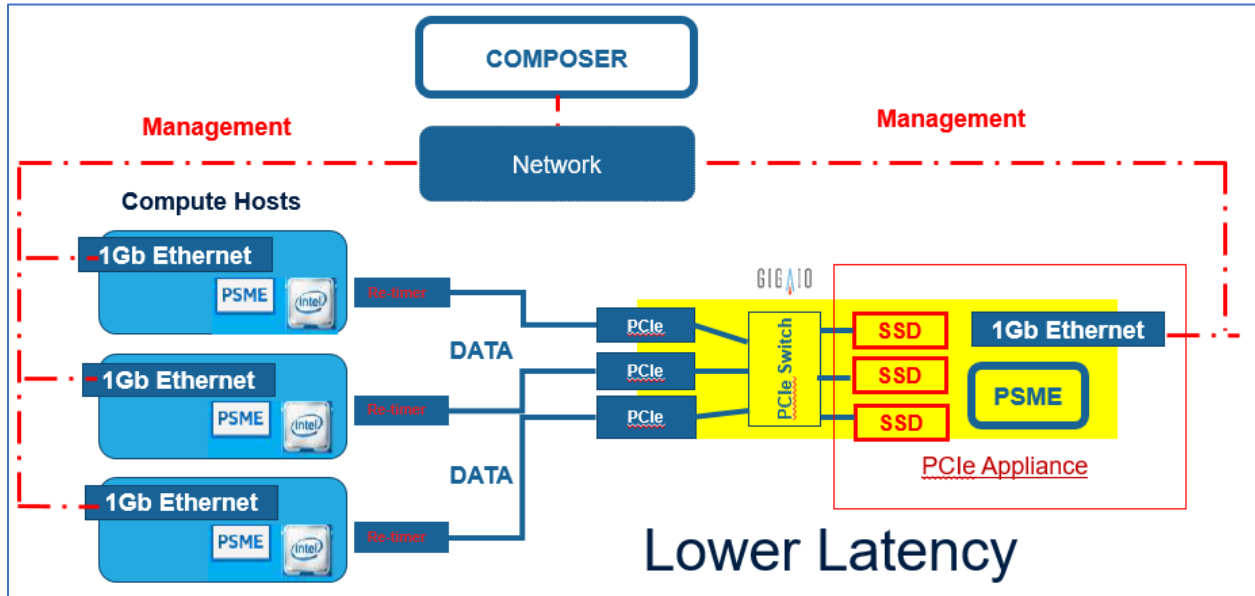 COMPOSER
Management
Management
Network
Compute Hosts
1Gb Ethernet
PSME
intel
Re-timer
GIGAIO
PCIe
PCIe Switch
SSD
1Gb Ethernet
DATA
1Gb Ethernet
PSME
intel
Re-timer
PCIe
SSD
PSME
PCIe
SSD
PCIe Appliance
DATA
1Gb Ethernet
PSME
intel
Re-timer
Lower Latency